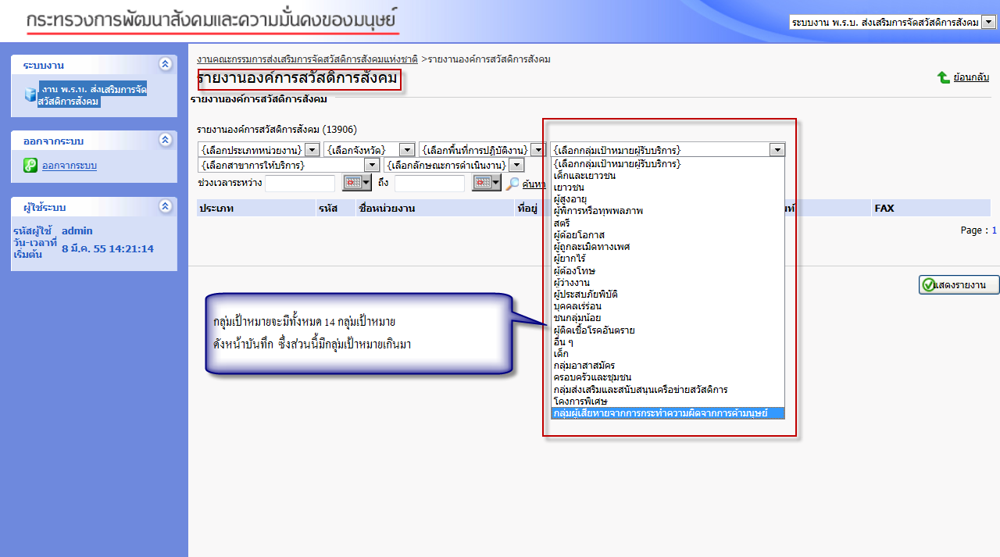 กระทรวงการพัฒนาสังคมและความมั่นคงของมนุษย์
ระบบงาน พ.ร.บ. ส่งเสริมการจัดสวัสดิการสังคม
ระบบงาน
งาน พ.ร.บ. ส่งเสริมการจัด
สวัสดิการสังคม
ออกจากระบบ
ออกจากระบบ
ผู้ใช้ระบบ
รหัสผู้ใช้ admin
วัน-เวลาที่
เริ่มต้น 8 มี.ค. 55 14:21:14
งานคณะกรรมการส่งเสริมการจัดสวัสดิการสังคมแห่งชาติ >รายงานองค์การสวัสดิการสังคม
รายงานองค์การสวัสดิการสังคม
ย้อนกลับ
รายงานองค์การสวัสดิการสังคม
รายงานองค์การสวัสดิการสังคม (13906)
{เลือกประเภทหน่วยงาน} {เลือกจังหวัด} {เลือกพื้นที่การปฏิบัติงาน} {เลือกกลุ่มเป้าหมายผู้รับบริการ}
{เลือกสาขาการให้บริการ} {เลือกลักษณะการดำเนินงาน}
ช่วงเวลาระหว่าง ถึง ค้นหา
ประเภท รหัส ชื่อหน่วยงาน ที่อยู่ FAX
Page : 1
แสดงรายงาน
{เลือกกลุ่มเป้าหมายผู้รับบริการ}
เด็กและเยาวชน
เยาวชน
ผู้สูงอายุ
ผู้พิการหรือทุพพลภาพ
สตรี
ผู้ด้อยโอกาส
ผู้ถูกละเมิดทางเพศ
ผู้ยากไร้
ผู้ต้องโทษ
ผู้ว่างงาน
ผู้ประสบภัยพิบัติ
บุคคลเร่ร่อน
ชนกลุ่มน้อย
ผู้ติดเชื้อโรคอันตราย
อื่น ๆ
เด็ก
กลุ่มอาสาสมัคร
ครอบครัวและชุมชน
กลุ่มส่งเสริมและสนับสนุนเครือข่ายสวัสดิการ
โครงการพิเศษ
กลุ่มผู้เสียหายจากการกระทำความผิดจากการค้ามนุษย์
กลุ่มเป้าหมายจะมีทั้งหมด 14 กลุ่มเป้าหมาย
ดังหน้าบันทึก ซึ่งส่วนนี้มีกลุ่มเป้าหมายเกินมา